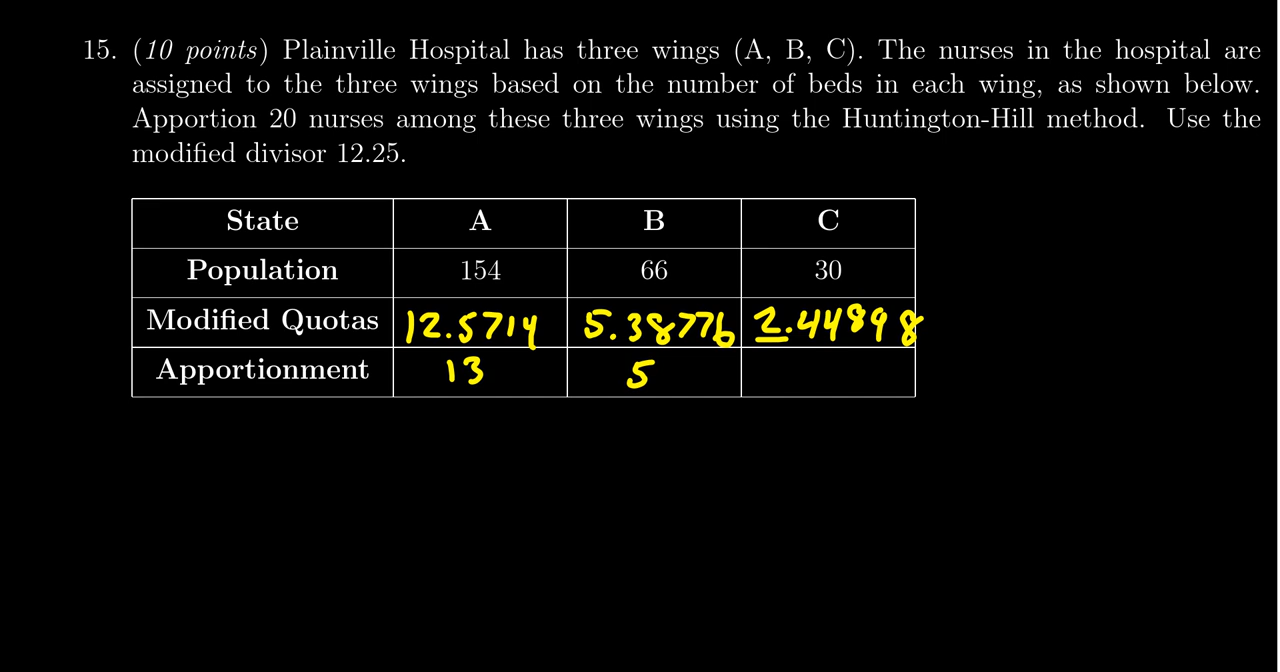 15. (10 points) Plainville Hospital has three wings (A, B, C). The nurses in the hospital are
assigned to the three wings based on the number of beds in each wing, as shown below.
Apportion 20 nurses among these three wings using the Huntington-Hill method. Use the
modified divisor 12.25.
State A B C
Population 154 66 30
Modified Quotas 12.5714 5.38776 2.44898
Apportionment 13 5